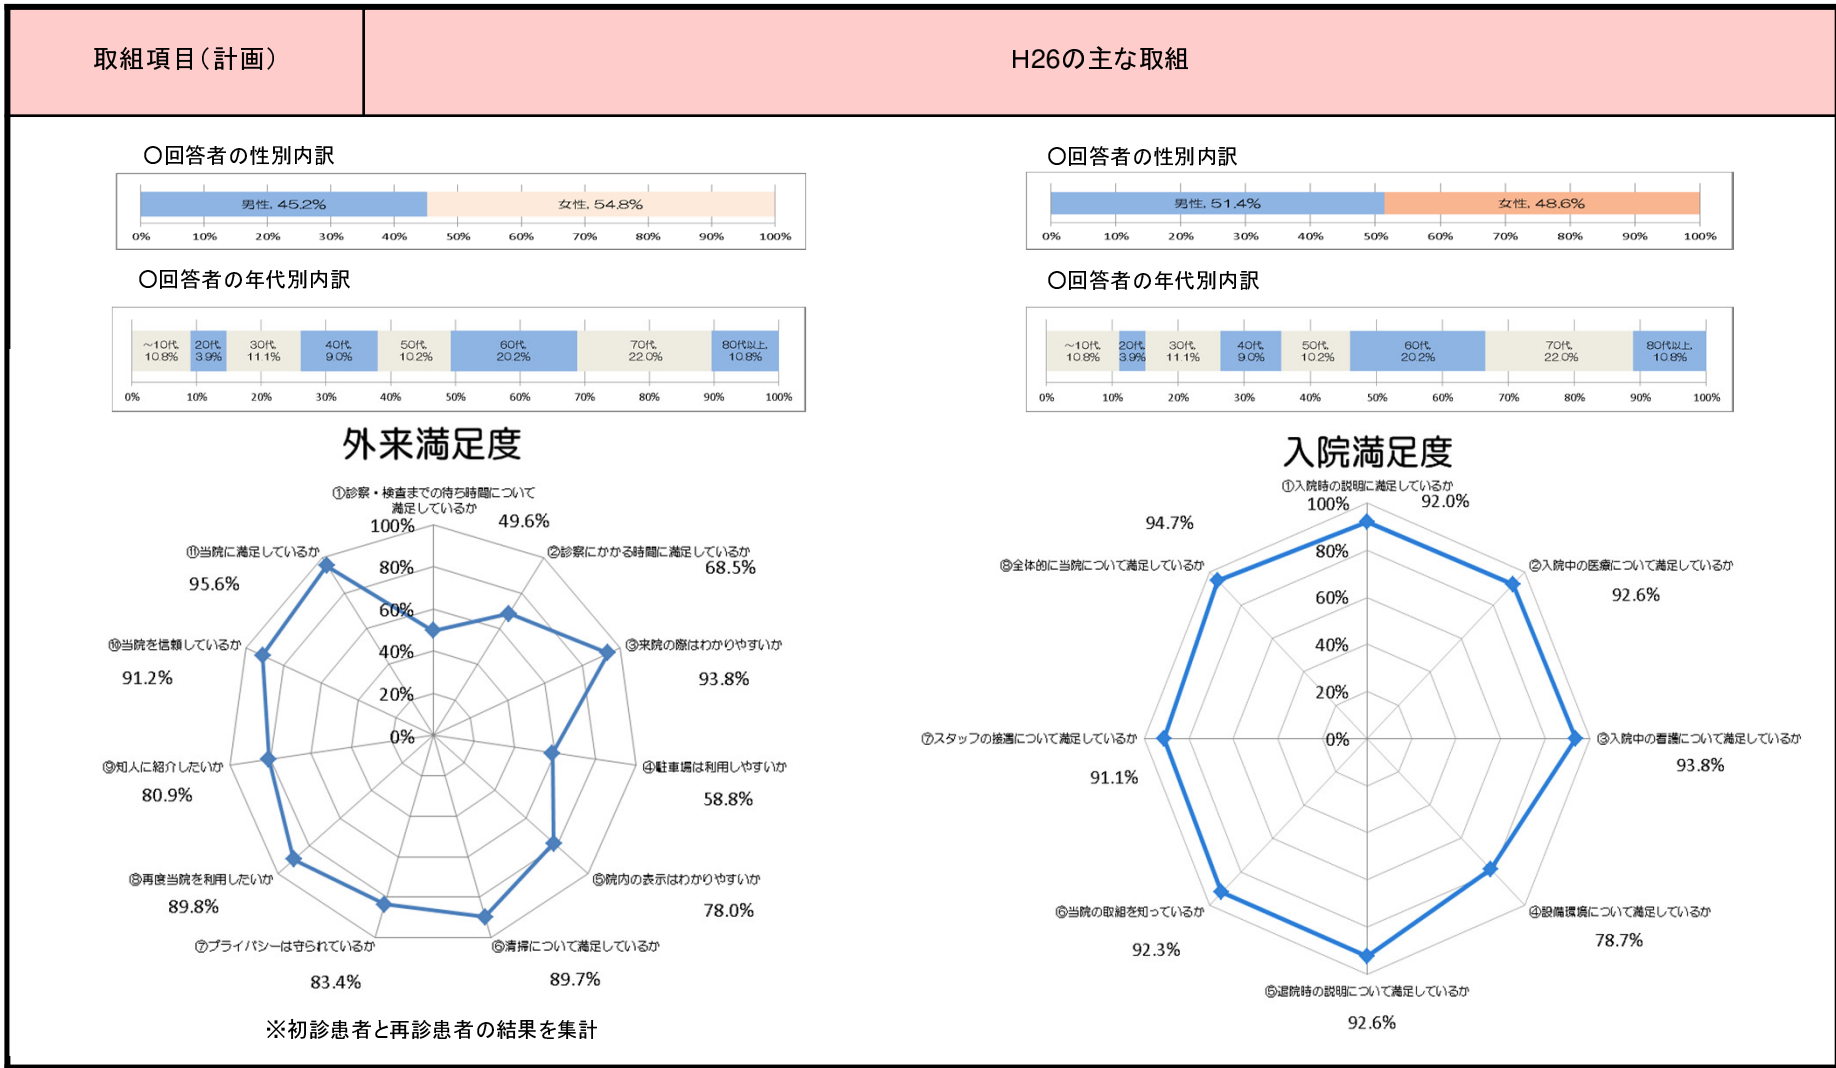 取組項目（計画）
H26の主な取組
〇回答者の性別内訳
男性, 45.2%
女性, 54.8%
0% 10% 20% 30% 40% 50% 60% 70% 80% 90% 100%
〇回答者の年代別内訳
～10代, 20代, 30代, 40代, 50代, 60代, 70代, 80代以上,
10.8% 3.9% 11.1% 9.0% 10.2% 20.2% 22.0% 10.8%
0% 10% 20% 30% 40% 50% 60% 70% 80% 90% 100%
外来満足度
①診察・検査までの待ち時間について
満足しているか
49.6%
②診察にかかる時間に満足しているか
68.5%
③来院の際はわかりやすいか
93.8%
④駐車場は利用しやすいか
58.8%
⑤院内の表示はわかりやすいか
78.0%
⑥清掃について満足しているか
89.7%
⑦プライバシーは守られているか
83.4%
⑧再度当院を利用したいか
89.8%
⑨知人に紹介したいか
80.9%
⑩当院を信頼しているか
91.2%
⑪当院に満足しているか
95.6%
100%
80%
60%
40%
20%
0%
※初診患者と再診患者の結果を集計
〇回答者の性別内訳
男性, 51.4%
女性, 48.6%
0% 10% 20% 30% 40% 50% 60% 70% 80% 90% 100%
〇回答者の年代別内訳
～10代, 20代, 30代, 40代, 50代, 60代, 70代, 80代以上,
10.8% 3.9% 11.1% 9.0% 10.2% 20.2% 22.0% 10.8%
0% 10% 20% 30% 40% 50% 60% 70% 80% 90% 100%
入院満足度
①入院時の説明に満足しているか
92.0%
②入院中の医療について満足しているか
92.6%
③入院中の看護について満足しているか
93.8%
④設備環境について満足しているか
78.7%
⑤退院時の説明について満足しているか
92.6%
⑥当院の取組を知っているか
92.3%
⑦スタッフの接遇について満足しているか
91.1%
⑧全体的に当院について満足しているか
94.7%
100%
80%
60%
40%
20%
0%